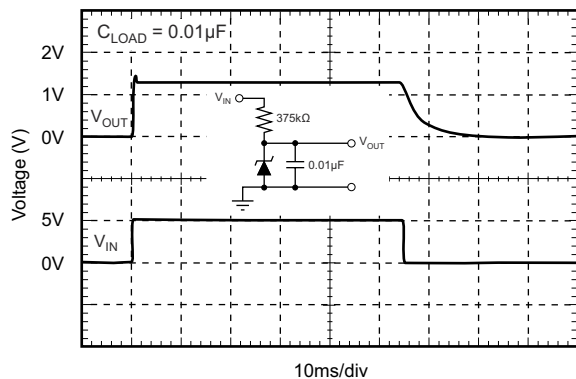 C_LOAD = 0.01µF
2V
1V
V_OUT
0V
V_IN
375kΩ
V_OUT
0.01µF
Voltage (V)
5V
V_IN
0V
10ms/div